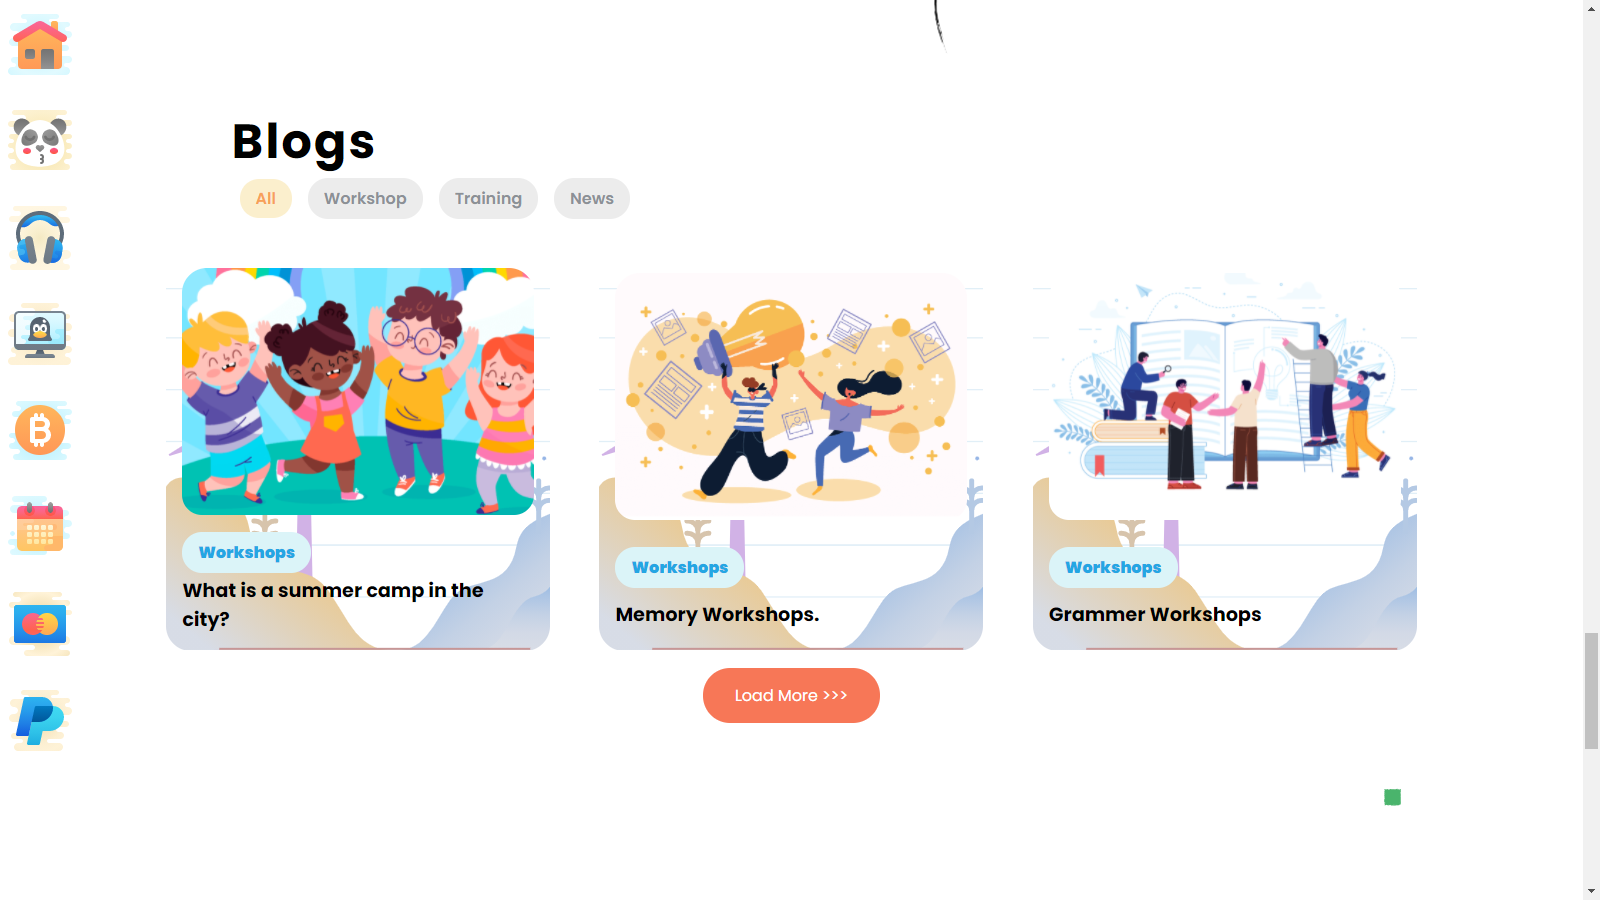 Blogs
All
Workshop
Training
News
Workshops
What is a summer camp in the
city?
Workshops
Memory Workshops.
Workshops
Grammer Workshops
Load More >>>